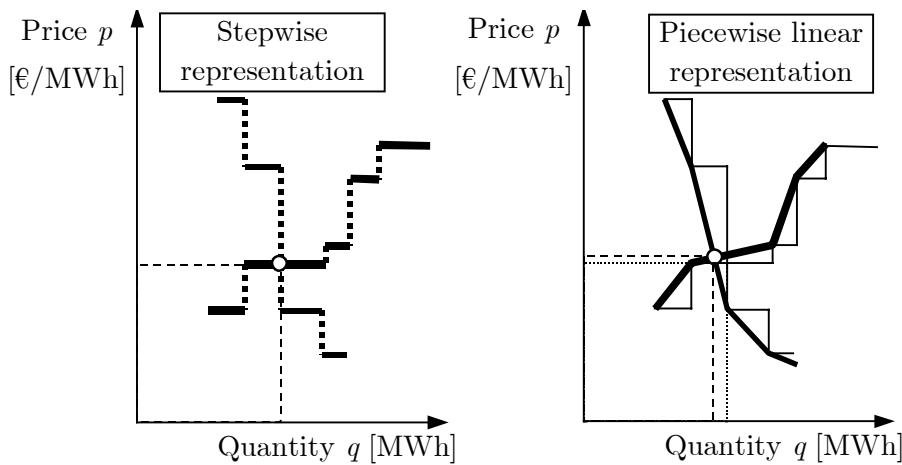 Price p
[€/MWh]
Stepwise
representation
Quantity q [MWh]
Price p
[€/MWh]
Piecewise linear
representation
Quantity q [MWh]